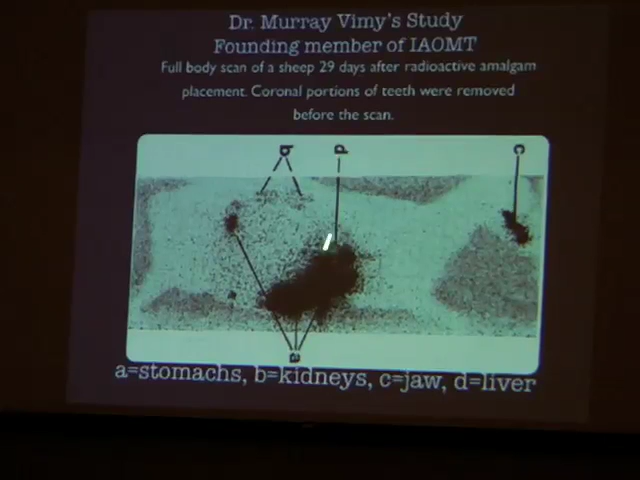 Dr. Murray Vimy's Study
Founding member of IAOMT
Full body scan of a sheep 29 days after radioactive amalgam
placement. Coronal portions of teeth were removed
before the scan.
b d c
a
a=stomachs, b=kidneys, c=jaw, d=liver